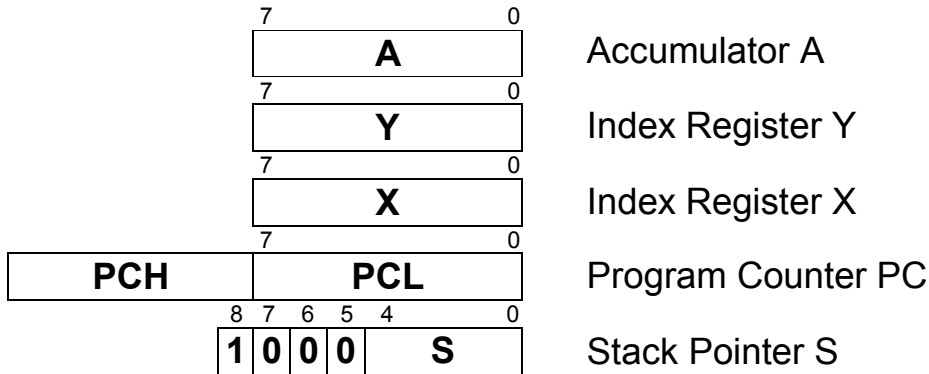 7 0
A Accumulator A
7 0
Y Index Register Y
7 0
X Index Register X
7 0
PCH PCL Program Counter PC
8 7 6 5 4 0
1 0 0 0 S Stack Pointer S